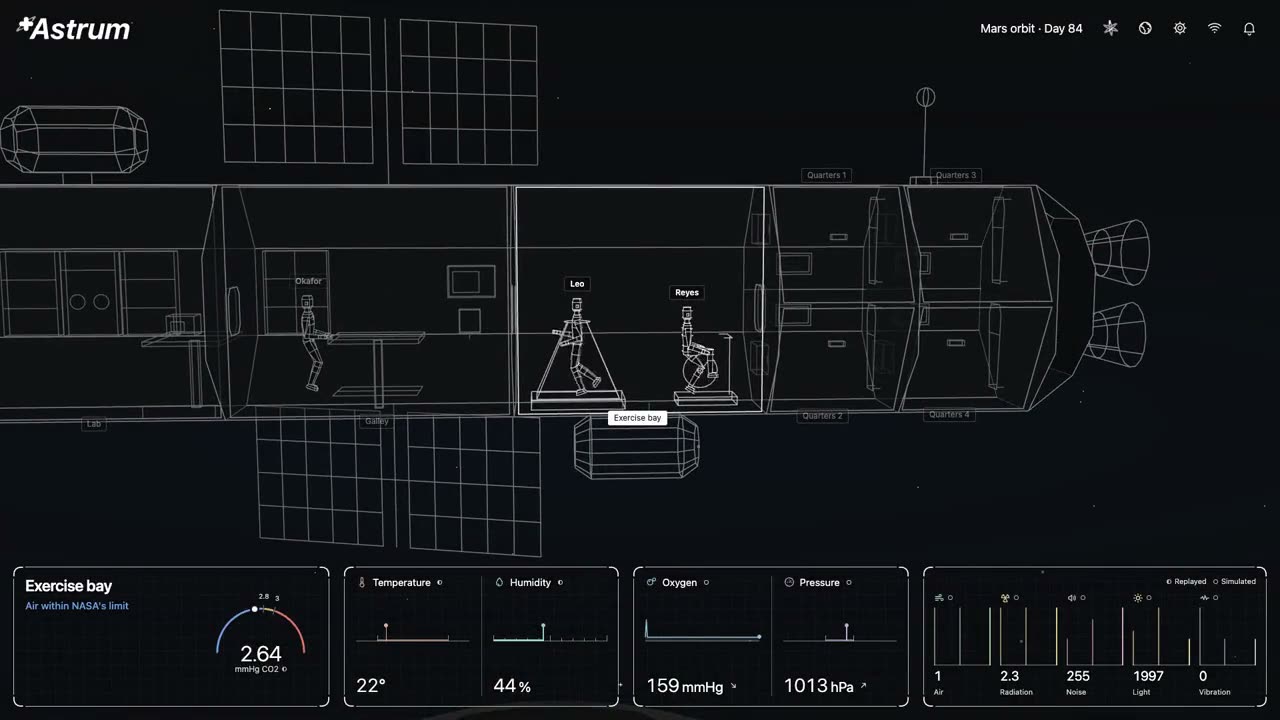 Astrum
Mars orbit · Day 84
Quarters 1
Quarters 3
Okafor
Leo
Reyes
Exercise bay
Lab
Galley
Quarters 2
Quarters 4
Exercise bay
Air within NASA's limit
2.8 3
2.64
mmHg CO2
Temperature
22°
Humidity
44 %
Oxygen
159 mmHg ↘
Pressure
1013 hPa ↗
Replayed Simulated
1
Air
2.3
Radiation
255
Noise
1997
Light
0
Vibration